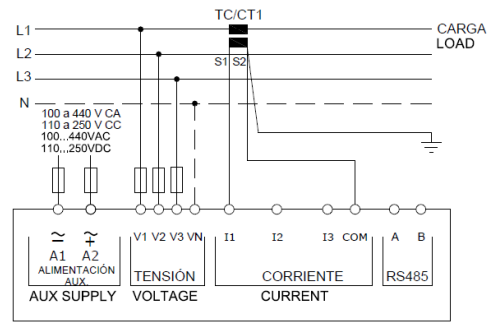 TC/CT1
L1
CARGA
LOAD
L2
S1 S2
L3
N
100 a 440 V CA
110 a 250 V CC
100...440VAC
110,,,250VDC
A1 A2
V1 V2 V3 VN
I1 I2 I3 COM
A B
ALIMENTACIÓN
AUX.
TENSIÓN
CORRIENTE
RS485
AUX SUPPLY
VOLTAGE
CURRENT